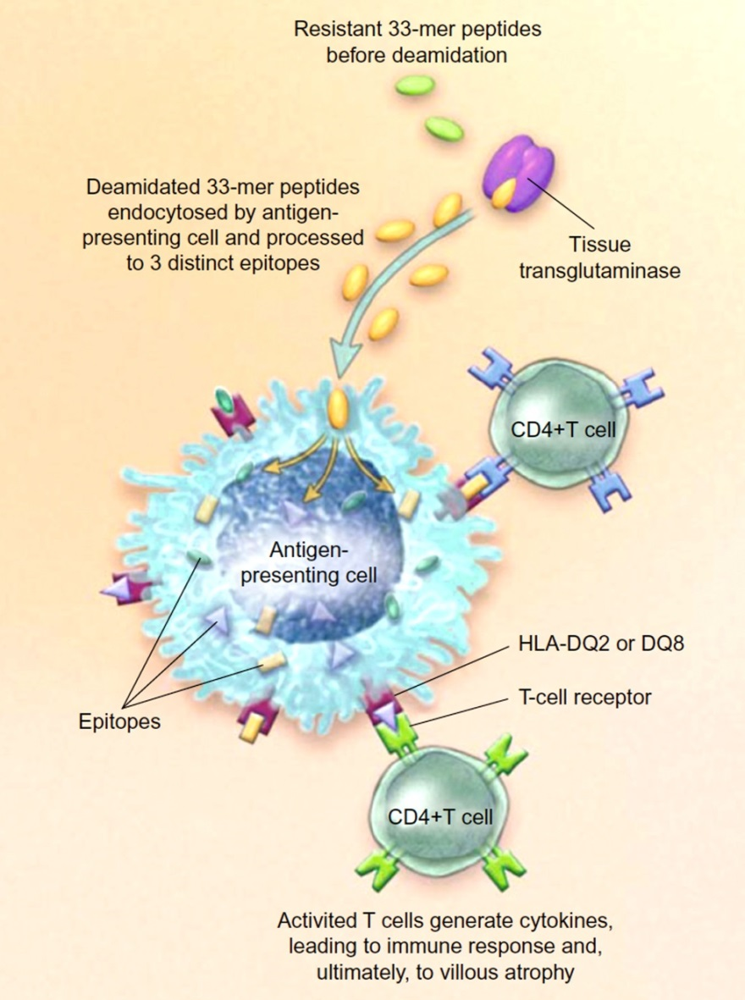 Resistant 33-mer peptides
before deamidation
Deamidated 33-mer peptides
endocytosed by antigen-
presenting cell and processed
to 3 distinct epitopes
Tissue
transglutaminase
CD4+T cell
Antigen-
presenting cell
HLA-DQ2 or DQ8
T-cell receptor
Epitopes
CD4+T cell
Activited T cells generate cytokines,
leading to immune response and,
ultimately, to villous atrophy